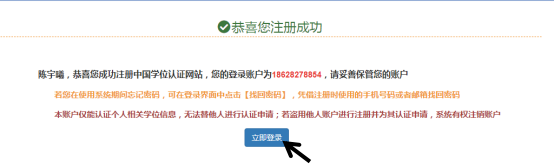 恭喜您注册成功
陈宇曦，恭喜您成功注册中国学位认证网站，您的登录账户为18628278854，请妥善保管您的账户
若您在使用系统期间忘记密码，可在登录界面中点击【找回密码】，凭借注册时使用的手机号码或者邮箱找回密码
本账户仅能认证个人相关学位信息，无法替他人进行认证申请；若盗用他人账户进行注册并为其认证申请，系统有权注销账户
立即登录